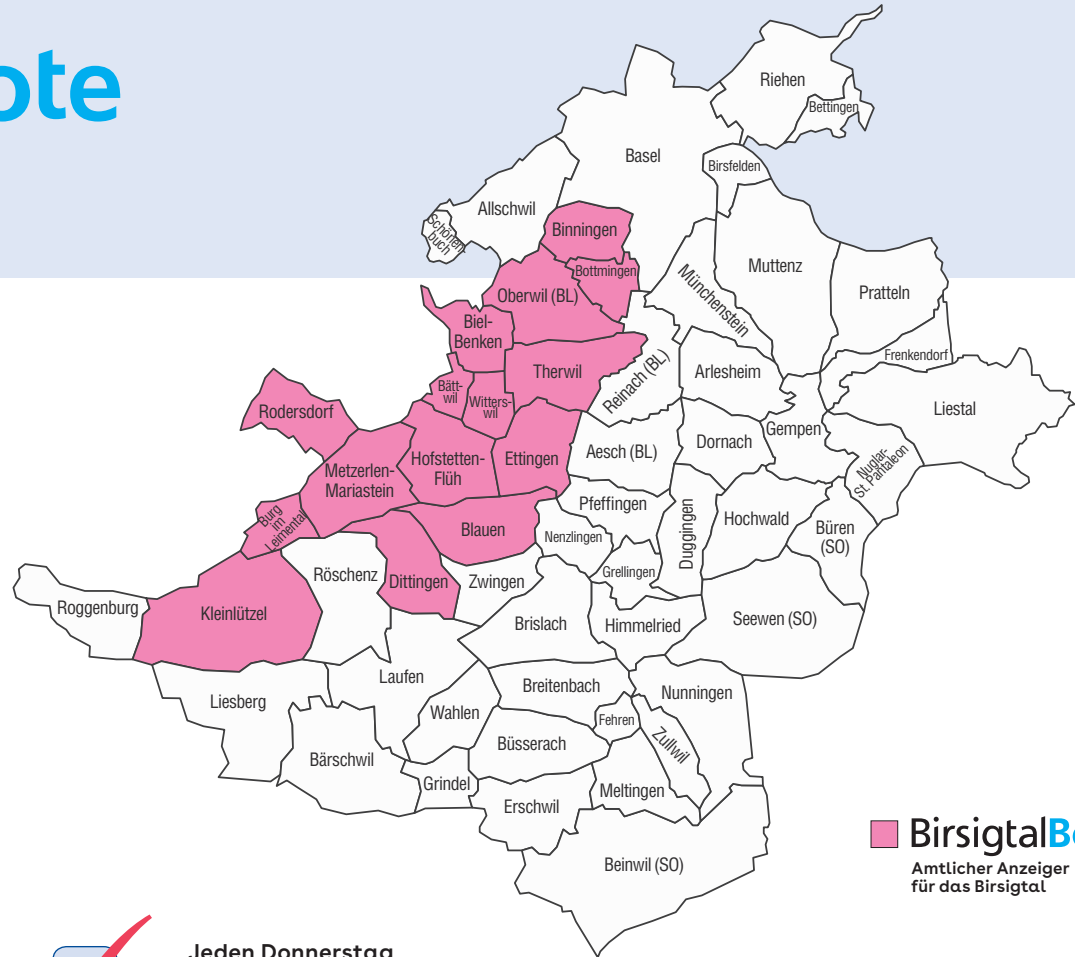 ote
Riehen
Bettingen
Basel
Birsfelden
Allschwil
Schönen-
buch
Binningen
Bottmingen
Münchenstein
Muttenz
Pratteln
Oberwil (BL)
Biel-
Benken
Frenkendorf
Therwil
Reinach (BL)
Arlesheim
Liestal
Bätt-
wil
Witters-
wil
Rodersdorf
Gempen
Dornach
Aesch (BL)
Ettingen
Hofstetten-
Flüh
Metzerlen-
Mariastein
Nuglar-
St. Pantaleon
Pfeffingen
Duggingen
Hochwald
Büren
(SO)
Burg
im
Leimental
Blauen
Nenzlingen
Grellingen
Röschenz
Dittingen
Zwingen
Roggenburg
Kleinlützel
Brislach
Himmelried
Seewen (SO)
Laufen
Breitenbach
Nunningen
Liesberg
Wahlen
Fehren
Zullwil
Büsserach
Bärschwil
Grindel
Meltingen
Erschwil
Beinwil (SO)
BirsigtalBo
Amtlicher Anzeiger
für das Birsigtal
Jeden Donnerstag